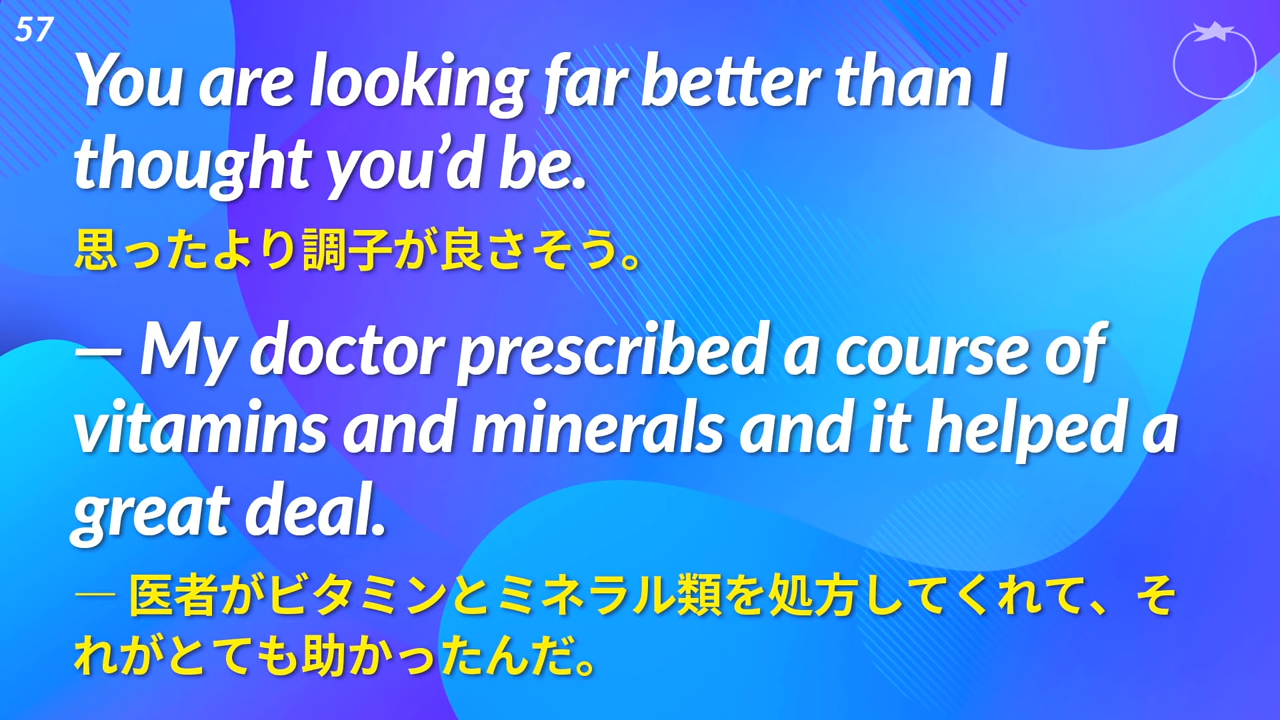 57
You are looking far better than I
thought you’d be.
思ったより調子が良さそう。
— My doctor prescribed a course of
vitamins and minerals and it helped a
great deal.
— 医者がビタミンとミネラル類を処方してくれて、そ
れがとても助かったんだ。